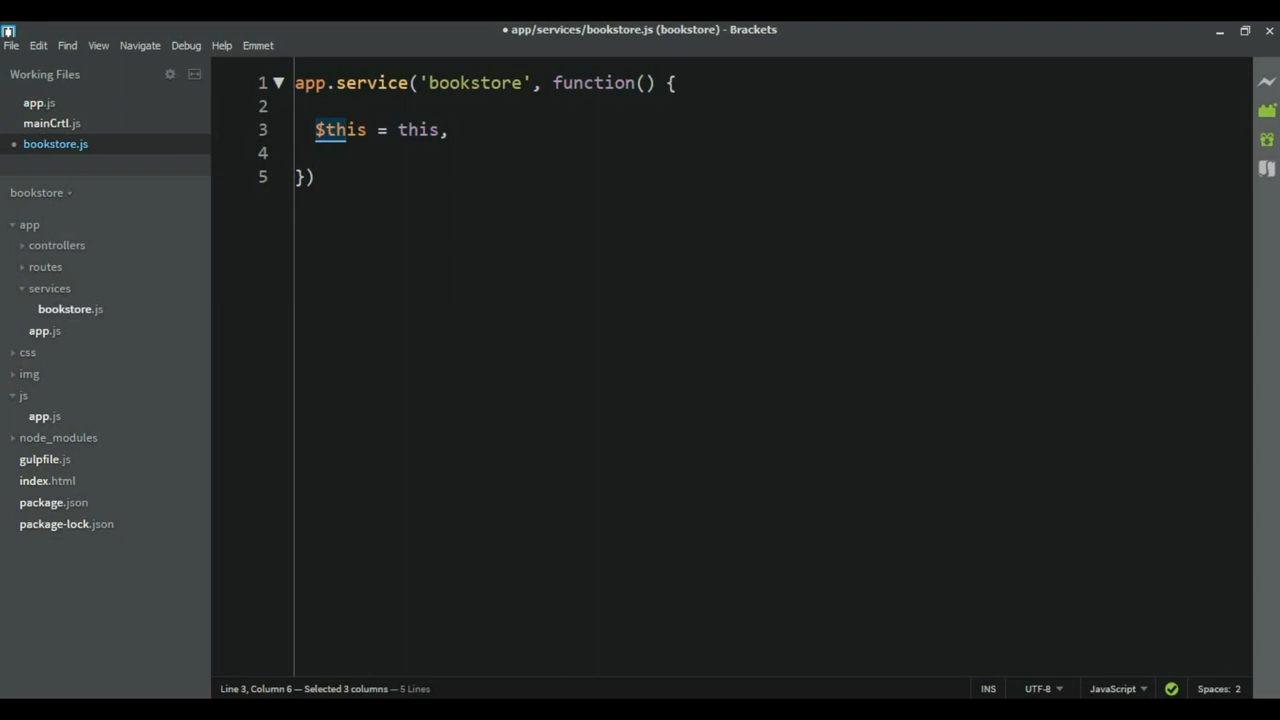 • app/services/bookstore.js (bookstore) - Brackets
File Edit Find View Navigate Debug Help Emmet
Working Files
app.js
mainCrtl.js
• bookstore.js
bookstore
app
controllers
routes
services
bookstore.js
app.js
css
img
js
app.js
node_modules
gulpfile.js
index.html
package.json
package-lock.json
1 app.service('bookstore', function() {
2
3 $this = this,
4
5 })
Line 3, Column 6 — Selected 3 columns — 5 Lines
INS UTF-8 JavaScript Spaces: 2